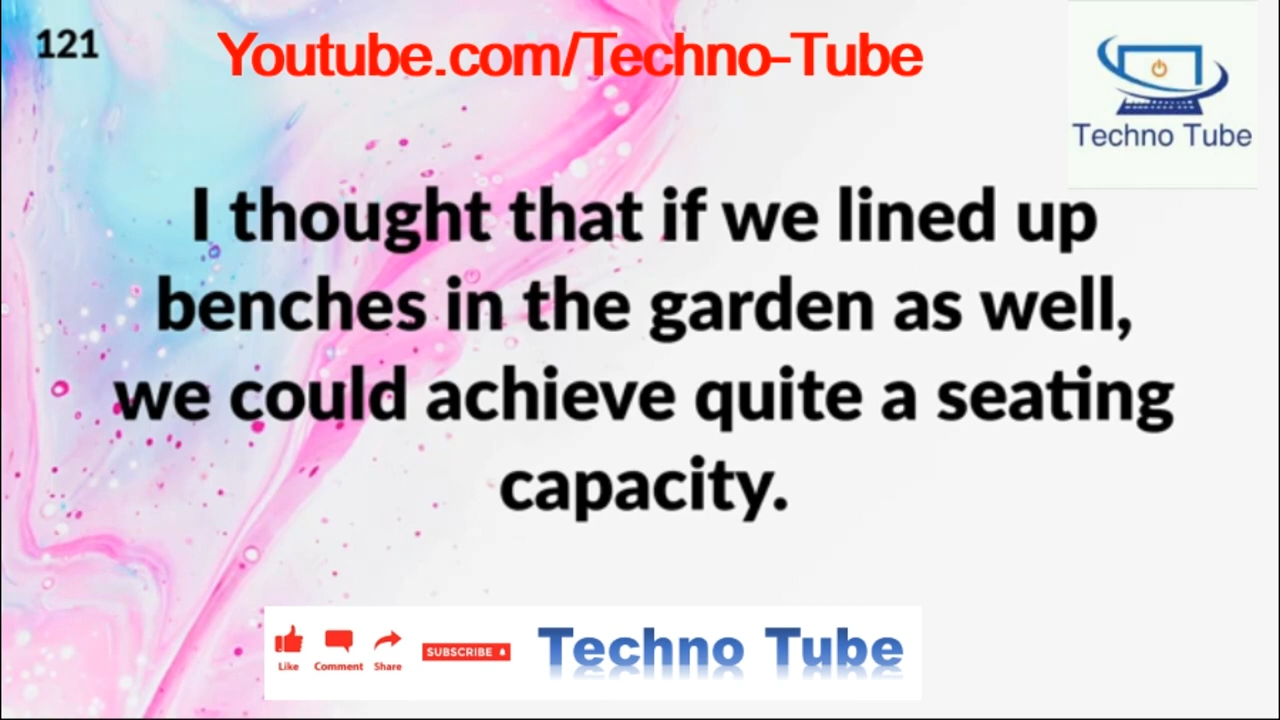 121
Youtube.com/Techno-Tube
Techno Tube
I thought that if we lined up
benches in the garden as well,
we could achieve quite a seating
capacity.
Like Comment Share
SUBSCRIBE
Techno Tube